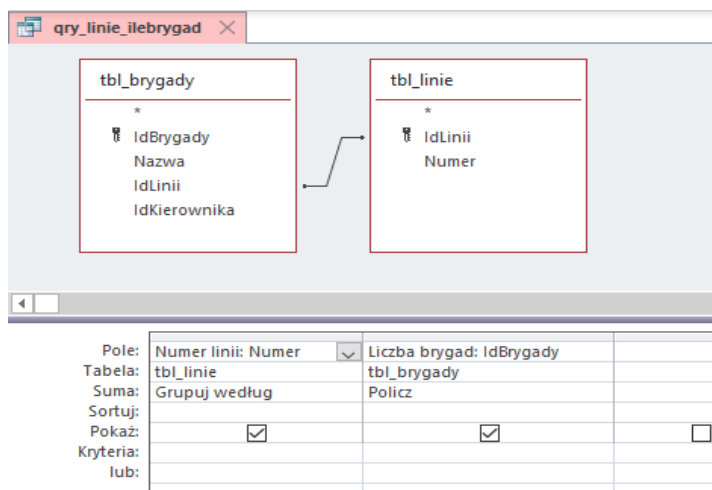 qry_linie_ilebrygad
tbl_brygady
*
IdBrygady
Nazwa
IdLinii
IdKierownika
tbl_linie
*
IdLinii
Numer
Pole: Numer linii: Numer Liczba brygad: IdBrygady
Tabela: tbl_linie tbl_brygady
Suma: Grupuj według Policz
Sortuj:
Pokaż:
Kryteria:
lub: